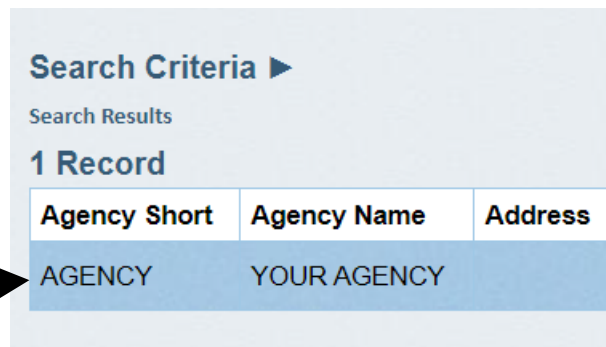 Search Criteria ►
Search Results
1 Record
Agency Short Agency Name Address
AGENCY YOUR AGENCY